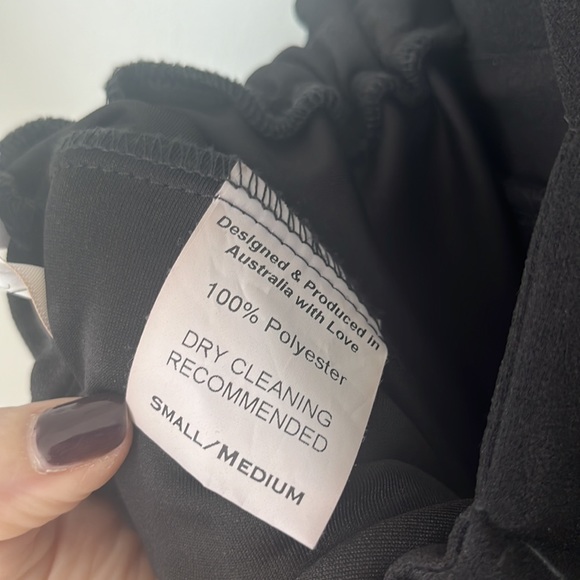 Designed & Produced in
Australia with Love
100% Polyester
DRY CLEANING
RECOMMENDED
SMALL/MEDIUM